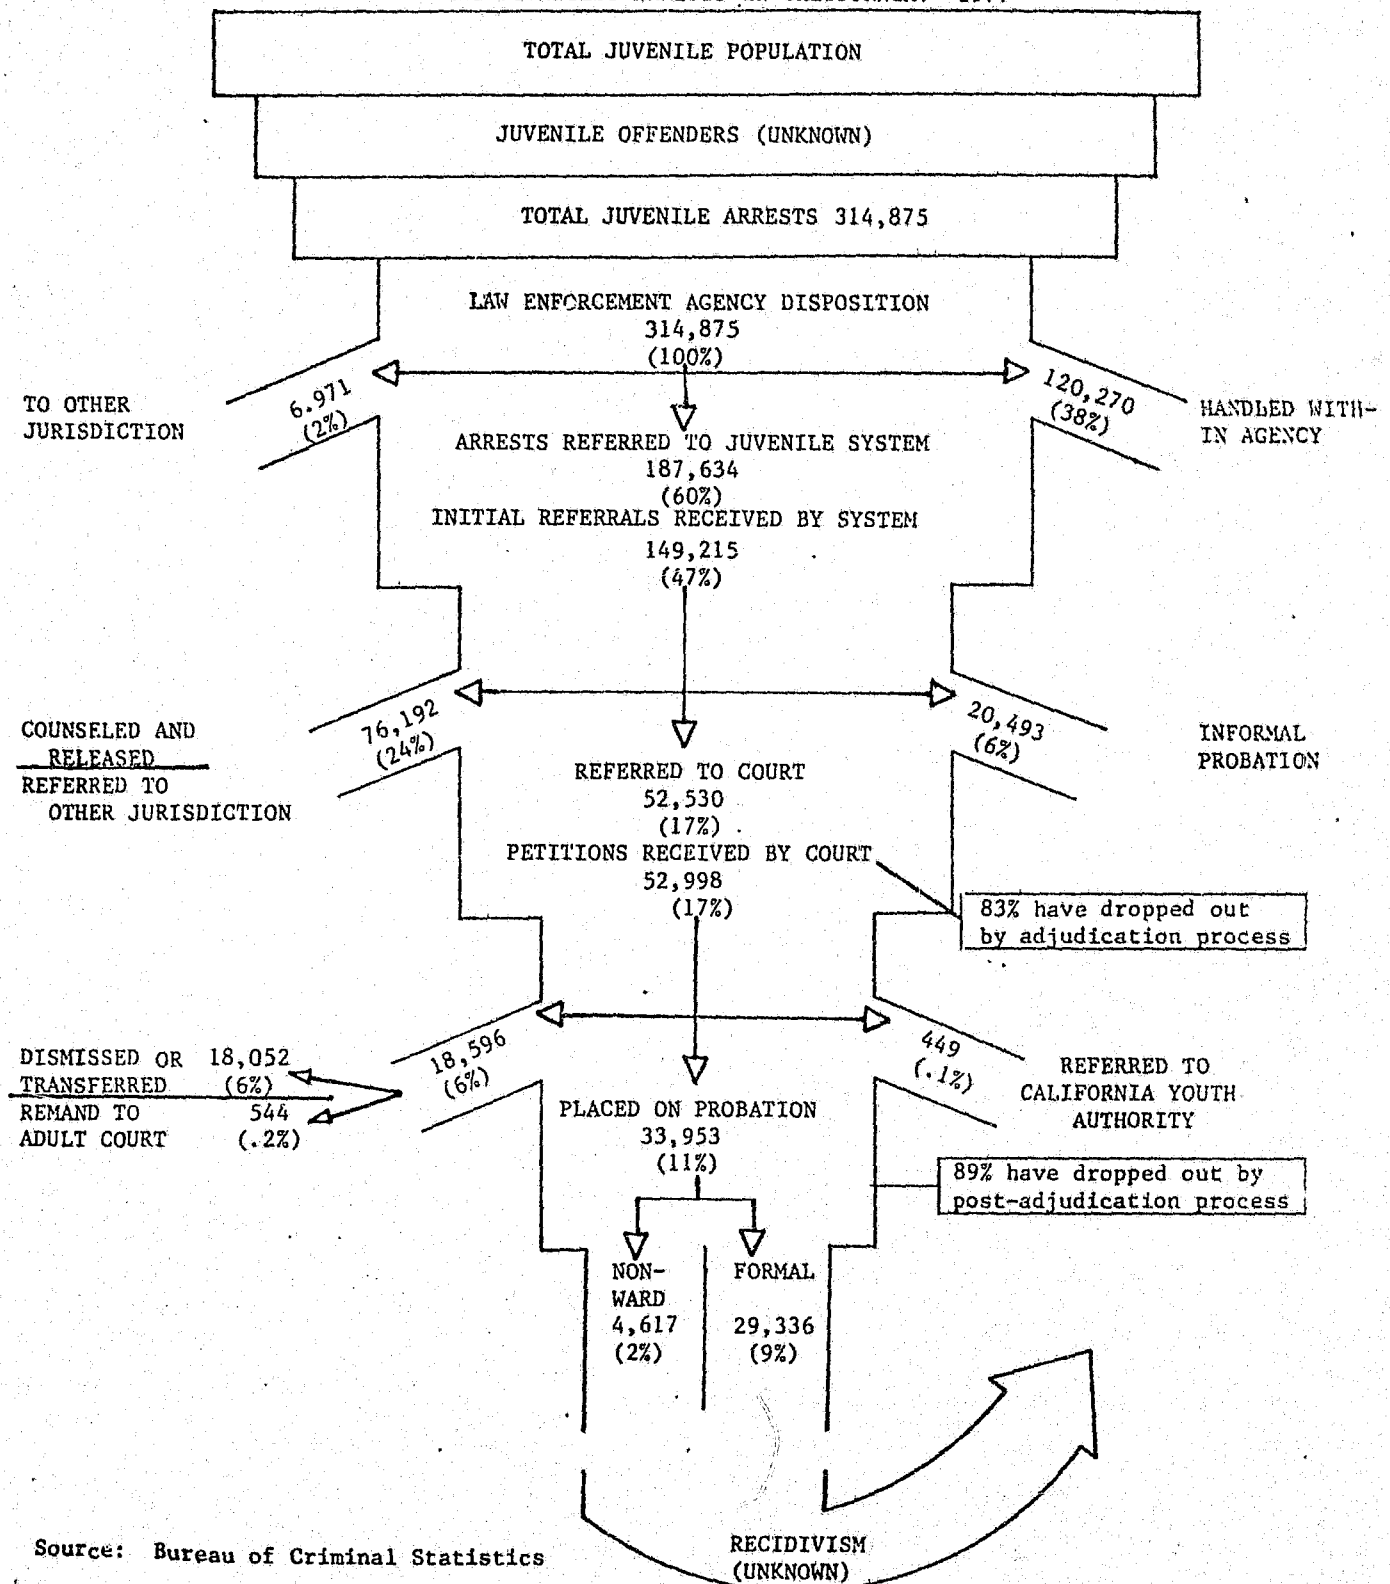 TOTAL JUVENILE POPULATION
JUVENILE OFFENDERS (UNKNOWN)
TOTAL JUVENILE ARRESTS 314,875
LAW ENFORCEMENT AGENCY DISPOSITION
314,875
(100%)
TO OTHER
JURISDICTION
6.971
(2%)
120,270
(38%)
HANDLED WITH-
IN AGENCY
ARRESTS REFERRED TO JUVENILE SYSTEM
187,634
(60%)
INITIAL REFERRALS RECEIVED BY SYSTEM
149,215
(47%)
COUNSELED AND
RELEASED
REFERRED TO
OTHER JURISDICTION
76,192
(24%)
20,493
(6%)
INFORMAL
PROBATION
REFERRED TO COURT
52,530
(17%)
PETITIONS RECEIVED BY COURT
52,998
(17%)
83% have dropped out
by adjudication process
DISMISSED OR 18,052
TRANSFERRED (6%)
REMAND TO 544
ADULT COURT (.2%)
18,596
(6%)
449
(.1%)
REFERRED TO
CALIFORNIA YOUTH
AUTHORITY
PLACED ON PROBATION
33,953
(11%)
89% have dropped out by
post-adjudication process
NON-
WARD
4,617
(2%)
FORMAL
29,336
(9%)
RECIDIVISM
(UNKNOWN)
Source: Bureau of Criminal Statistics